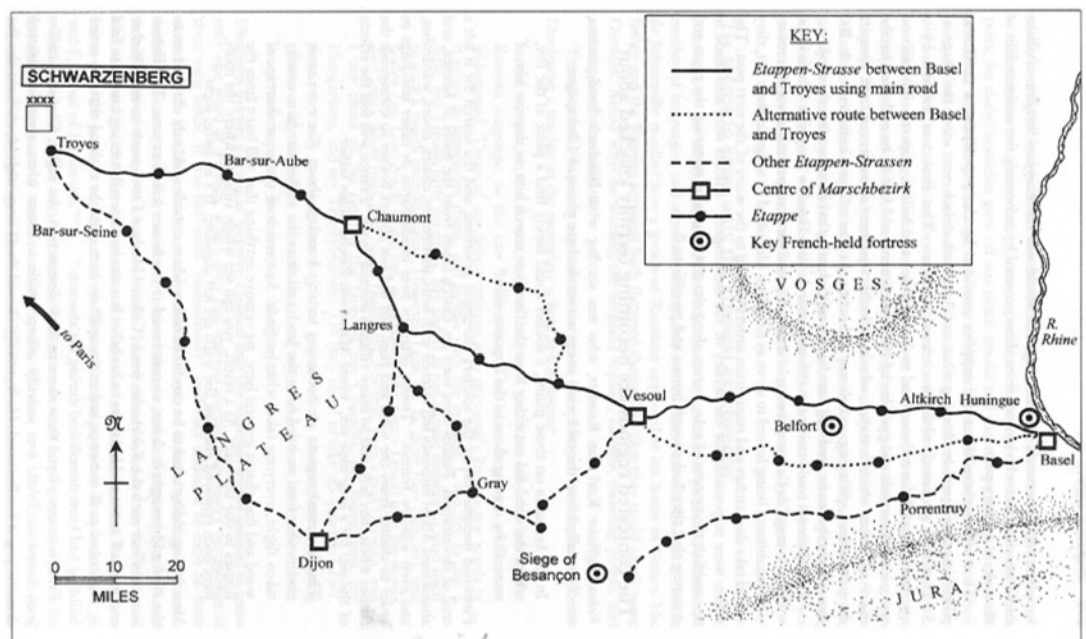 KEY:
Etappen-Strasse between Basel
and Troyes using main road
Alternative route between Basel
and Troyes
Other Etappen-Strassen
Centre of Marschbezirk
Etappe
Key French-held fortress
SCHWARZENBERG
xxxx
Troyes
Bar-sur-Aube
Chaumont
Bar-sur-Seine
to Paris
Langres
VOSGES
R.
Rhine
Vesoul
Altkirch
Huningue
Belfort
Basel
LANGRES
PLATEAU
N
Gray
Porrentruy
Dijon
Siege of
Besançon
JURA
0 10 20
MILES